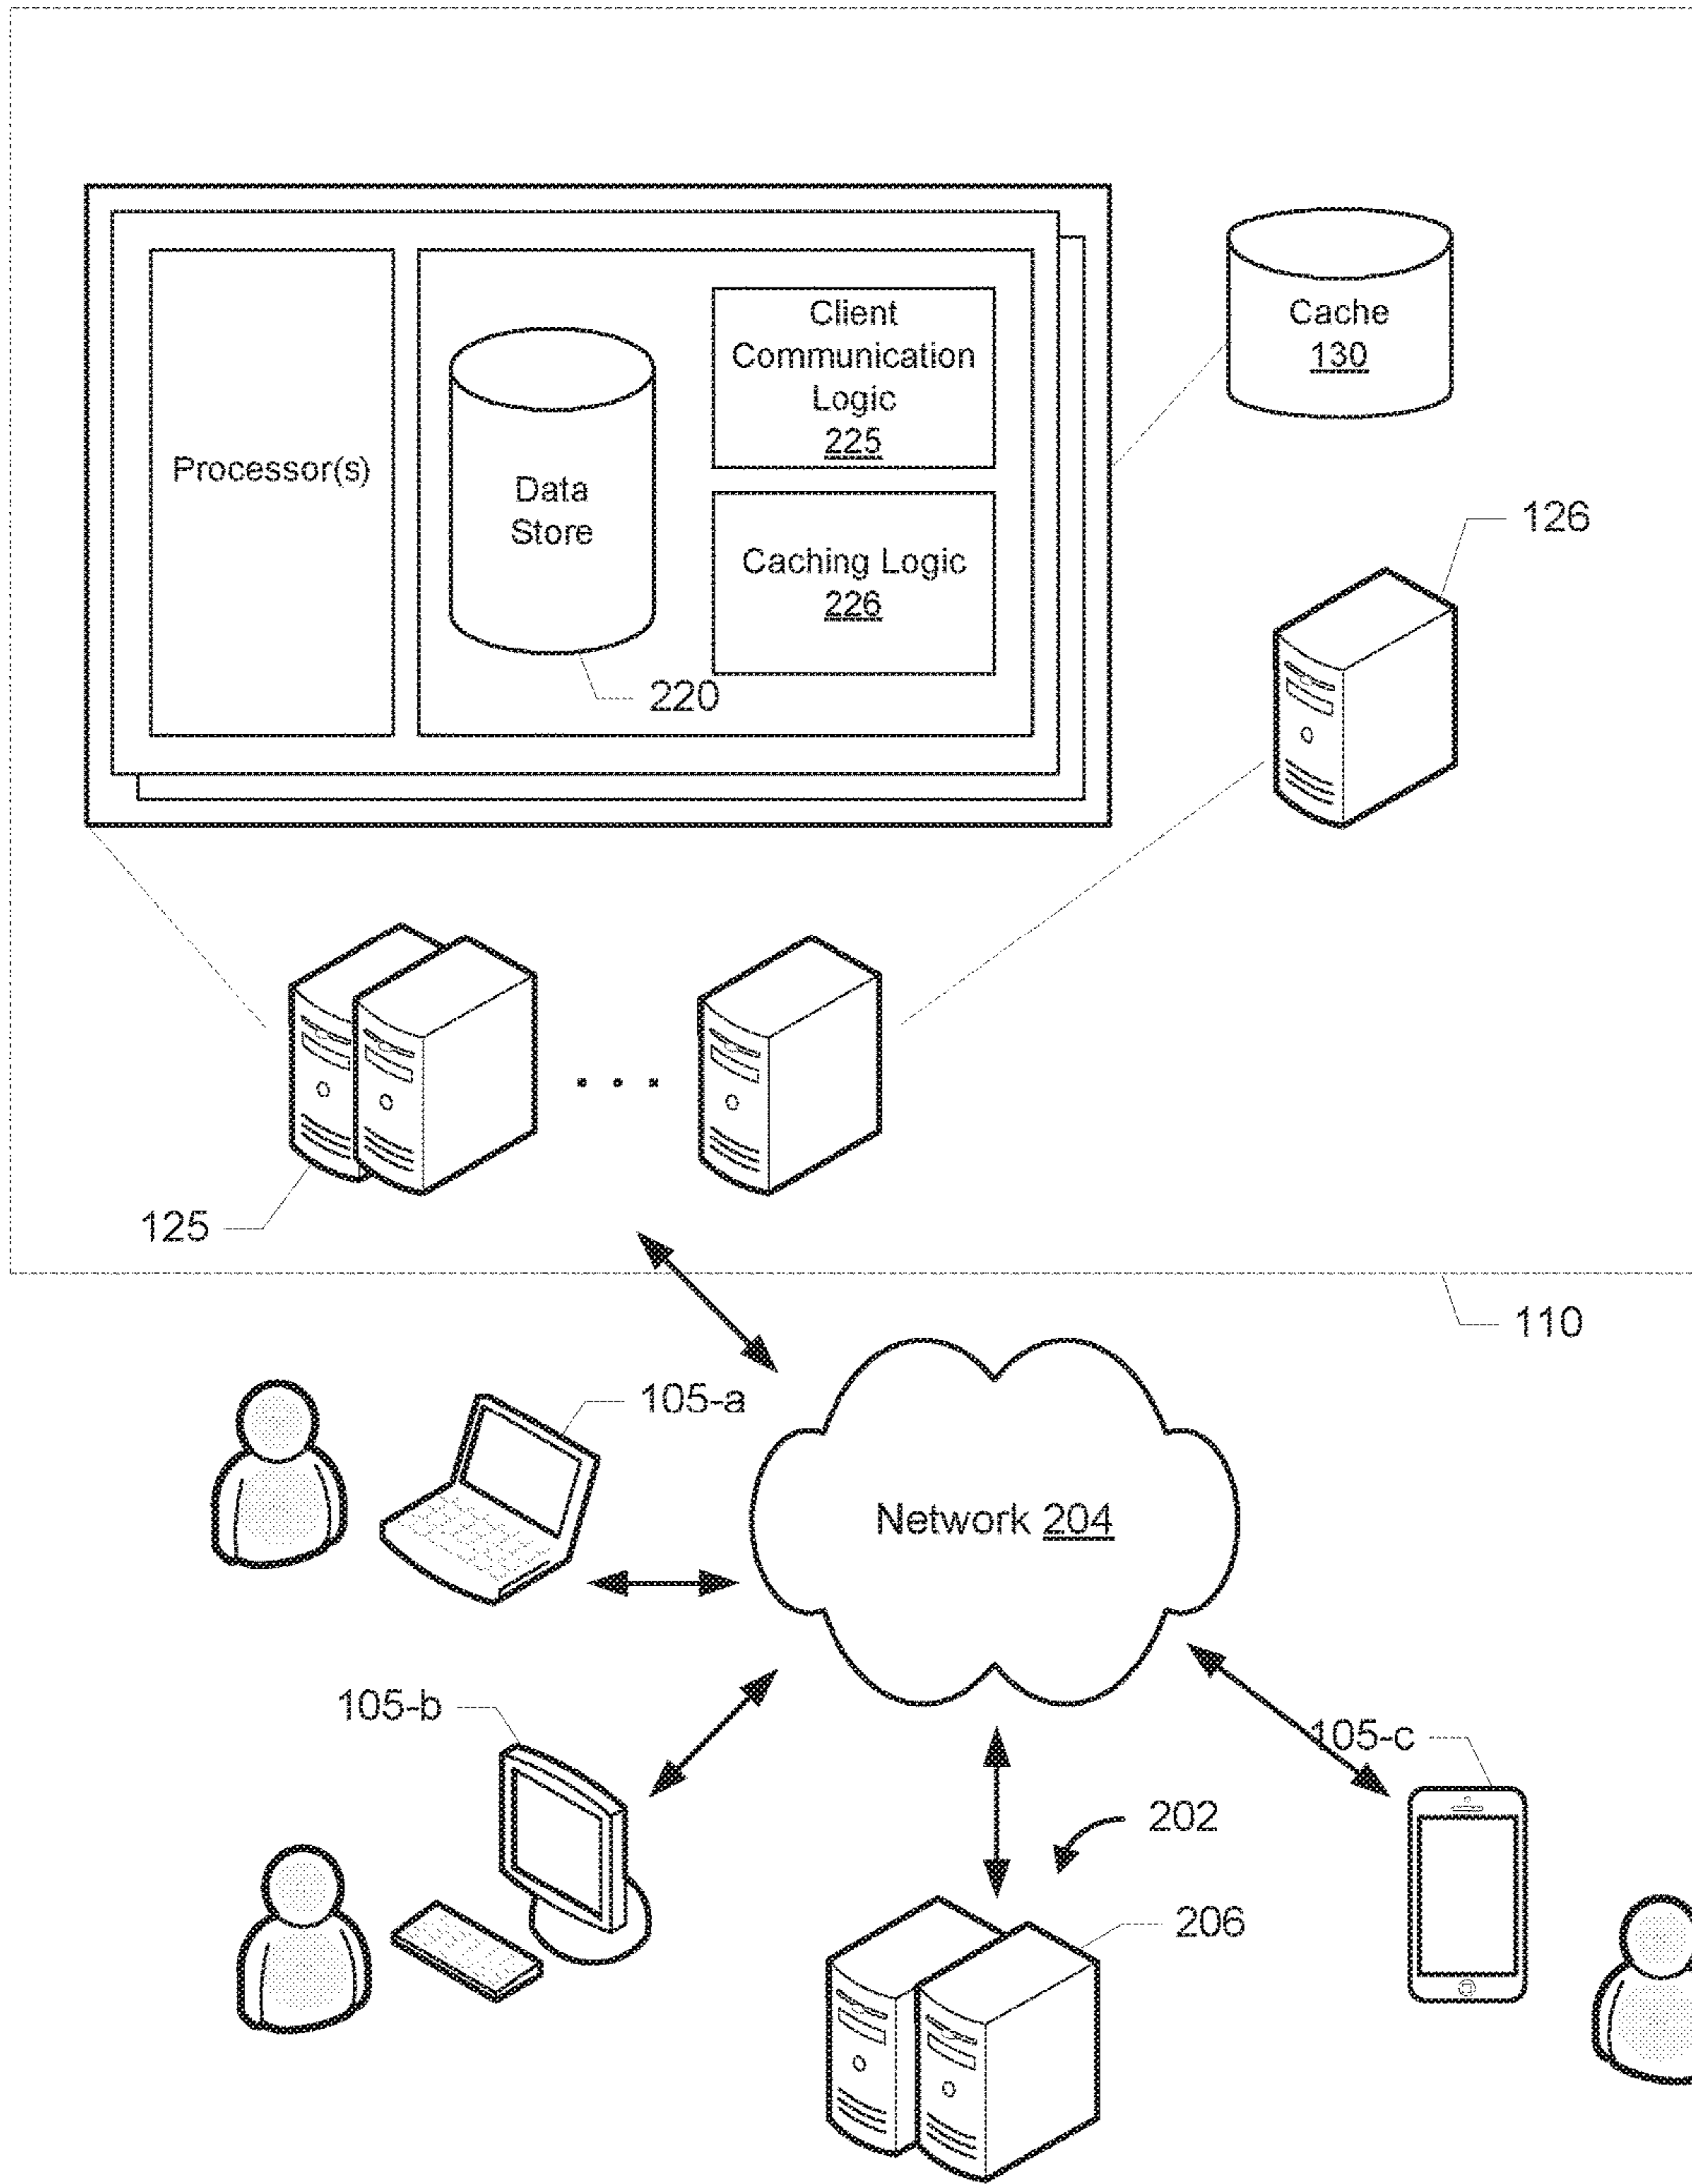 Client
Communication
Logic
225
Cache
130
Processor(s)
Data
Store
126
Caching Logic
226
220
125
110
105-a
Network 204
105-b
105-c
202
206